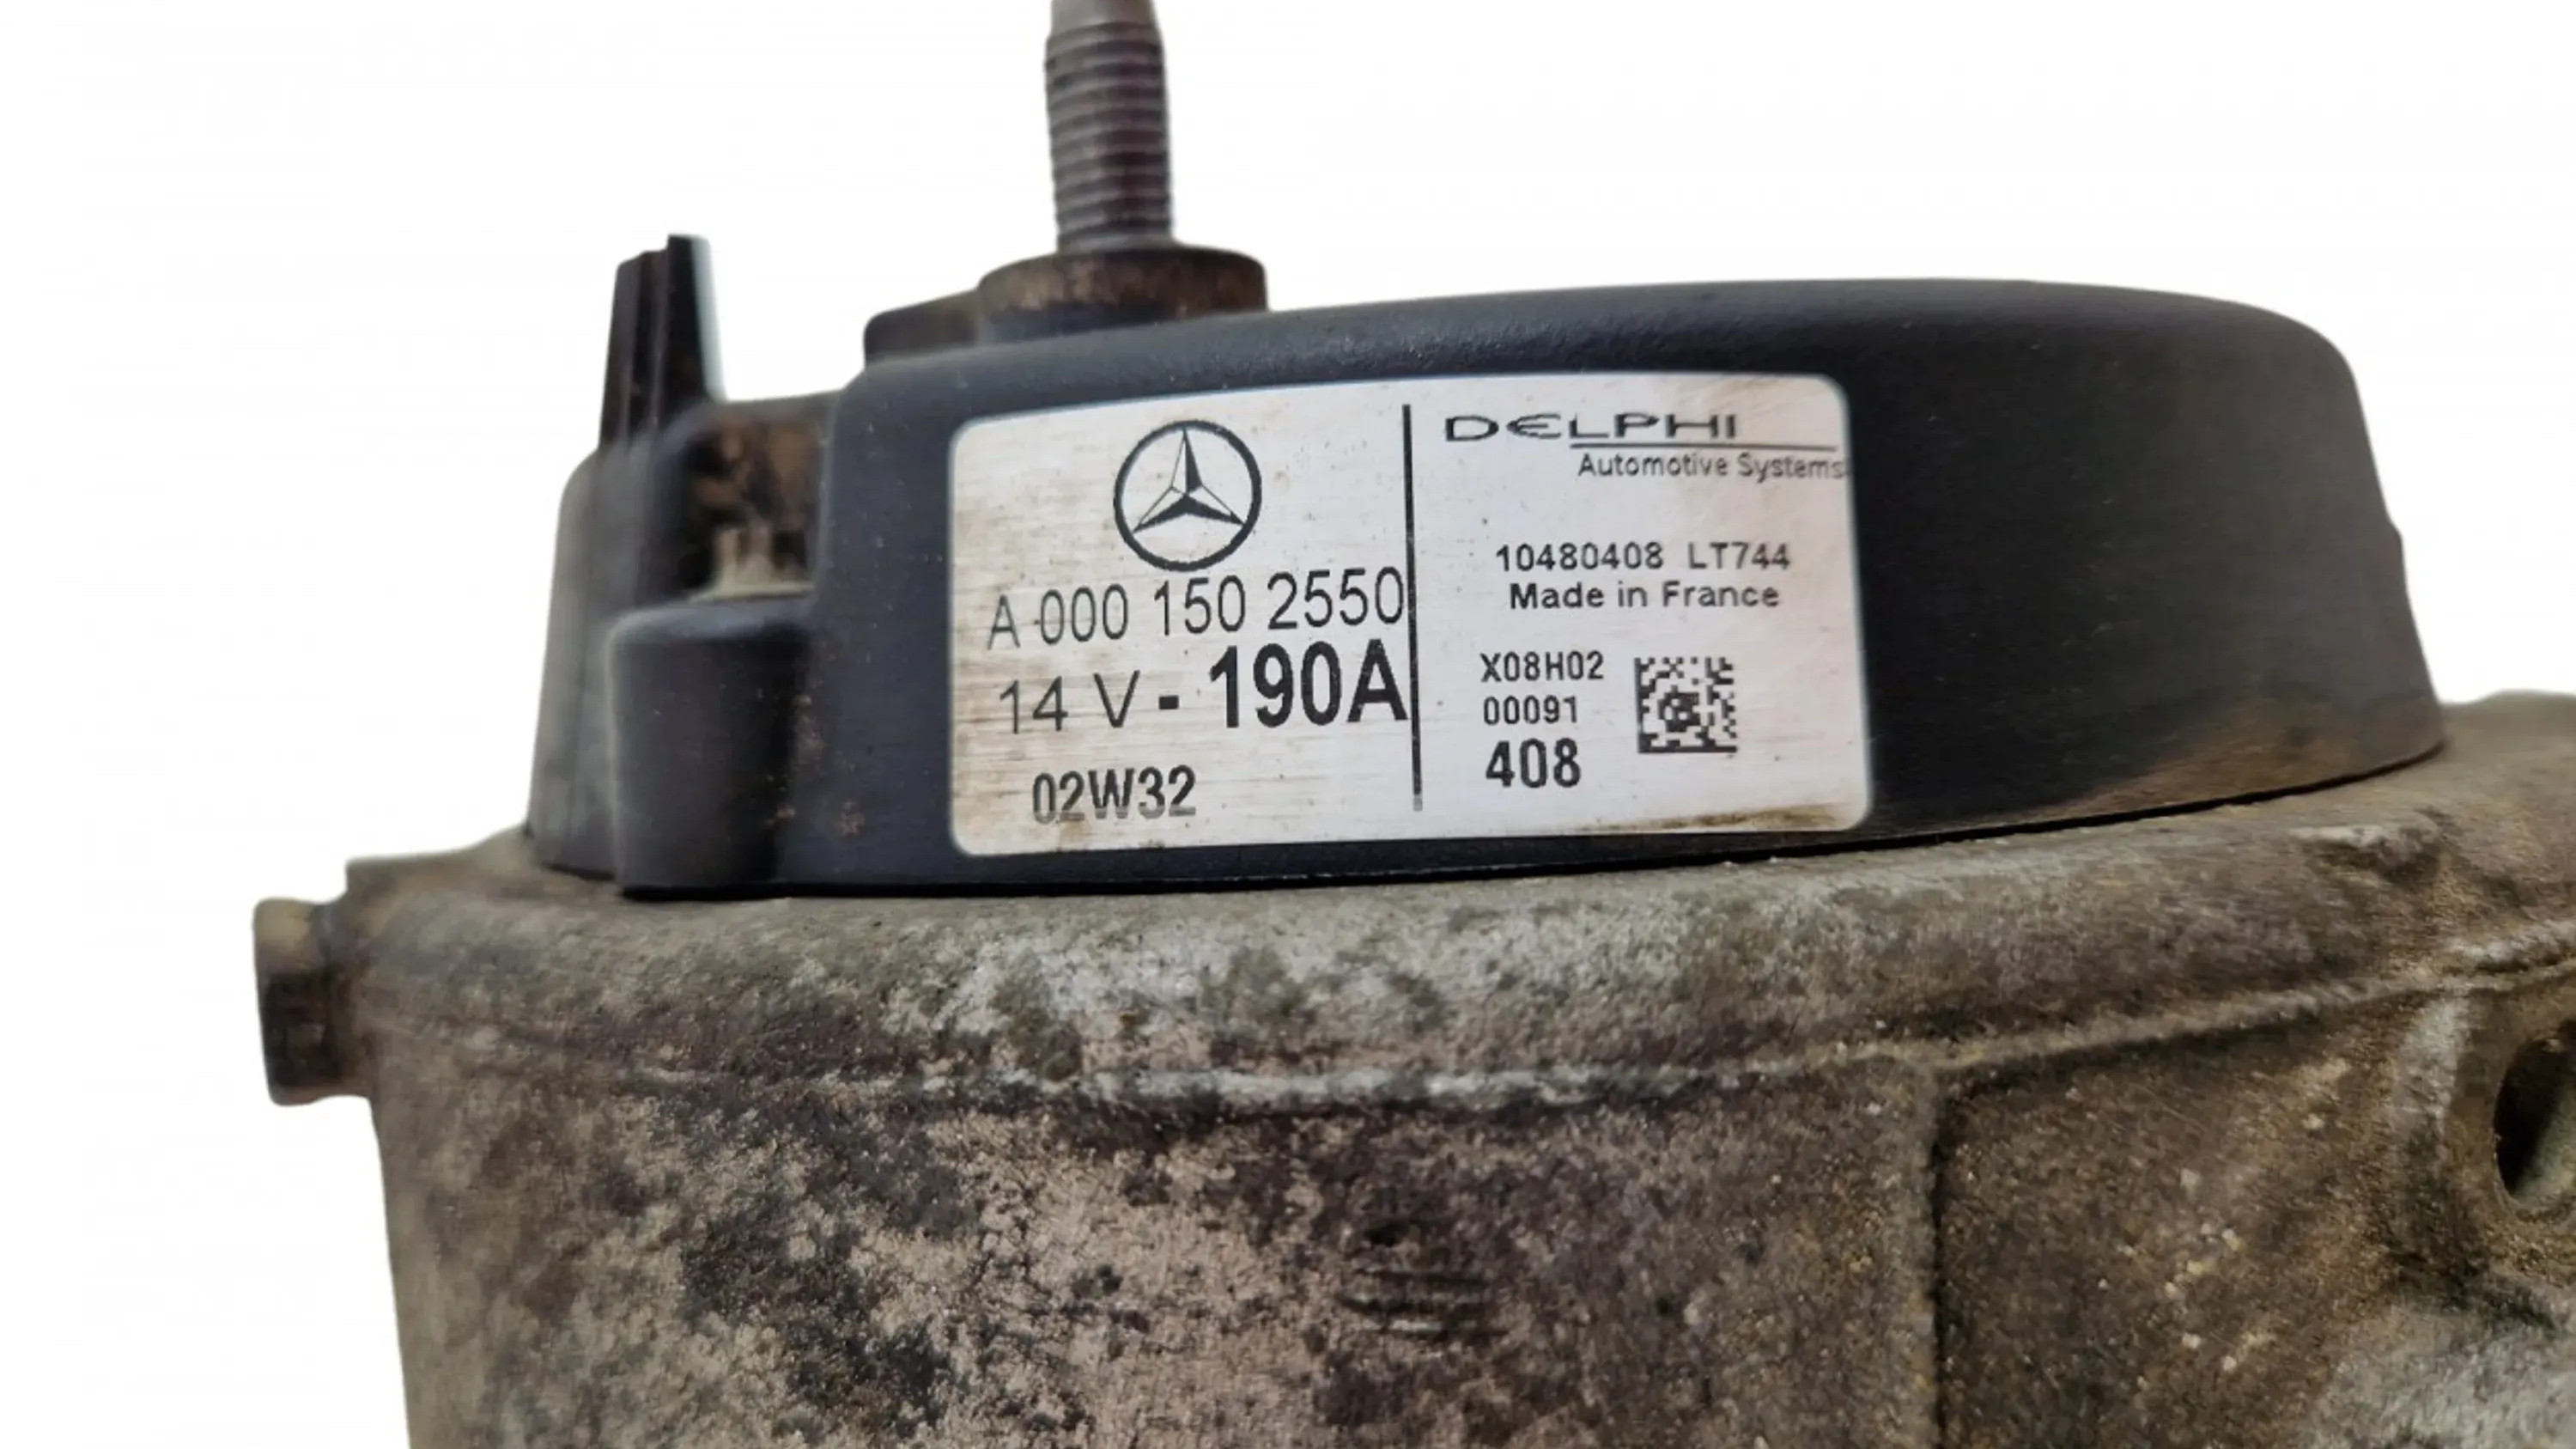 A 000 150 2550
14 V - 190A
02W32
DELPHI
Automotive Systems
10480408 LT744
Made in France
X08H02
00091
408